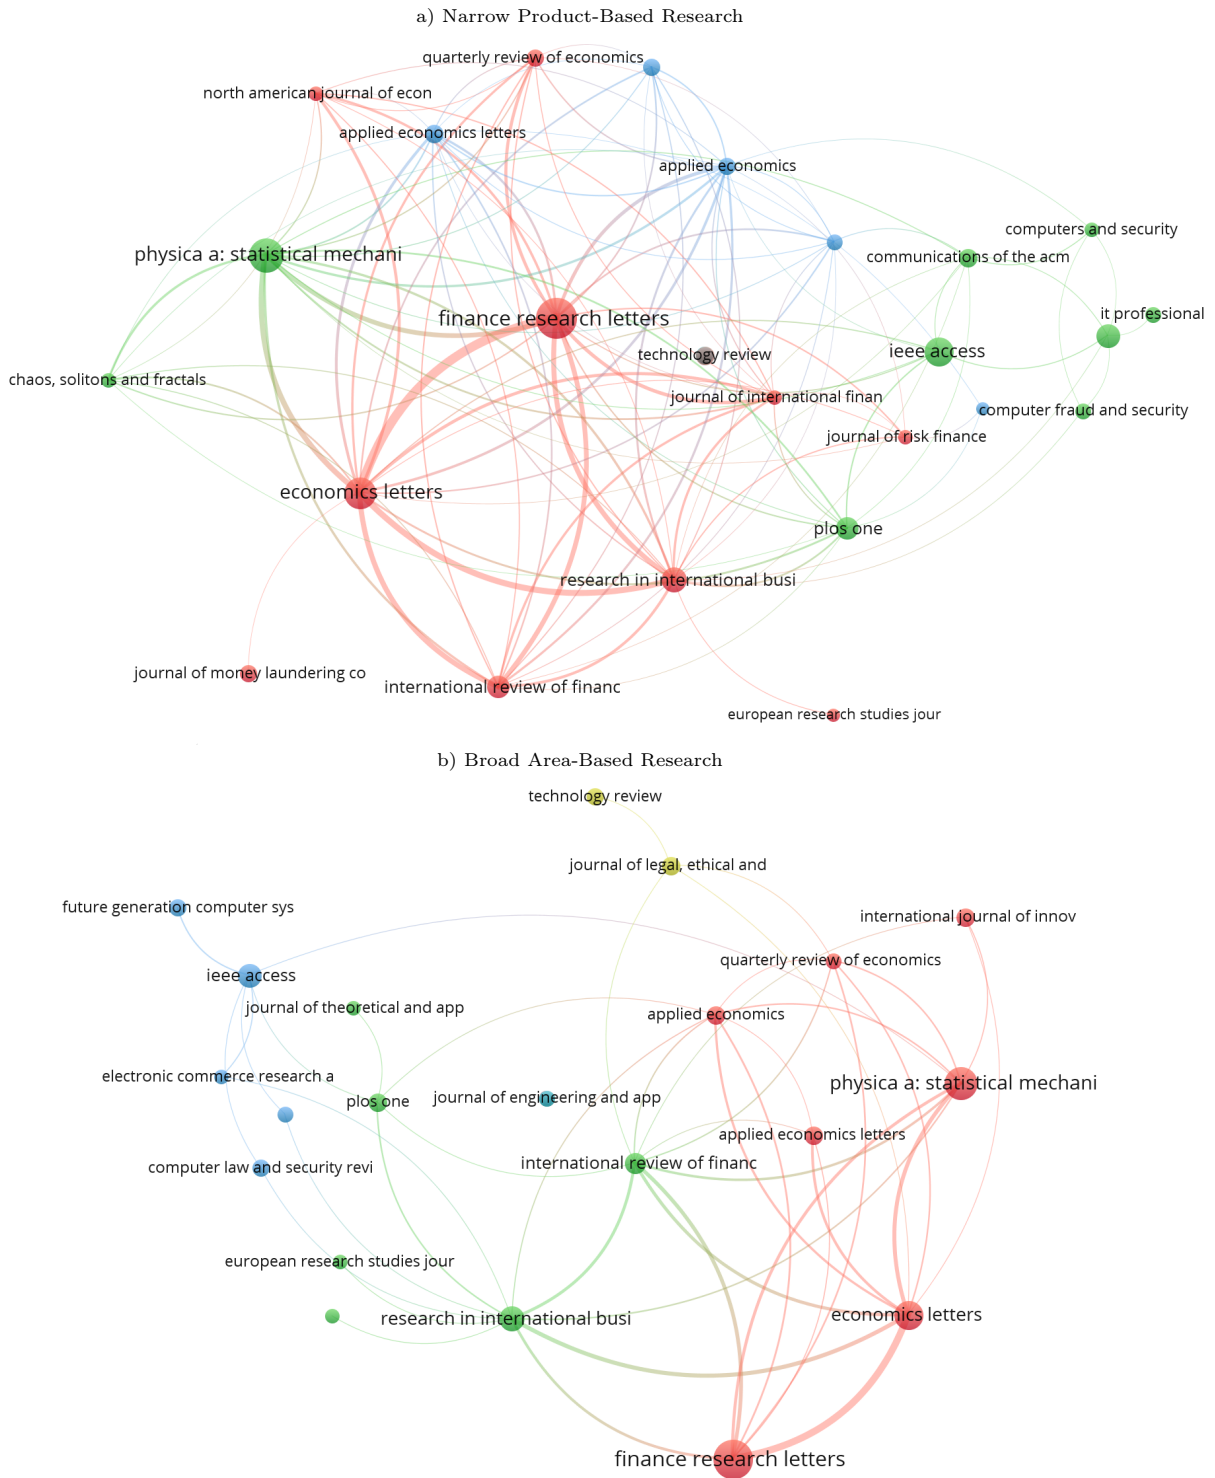 a) Narrow Product-Based Research
quarterly review of economics
north american journal of econ
applied economics letters
applied economics
computers and security
physica a: statistical mechani
communications of the acm
it professional
finance research letters
ieee access
technology review
chaos, solitons and fractals
journal of international finan
computer fraud and security
journal of risk finance
economics letters
plos one
research in international busi
journal of money laundering co
international review of financ
european research studies jour
b) Broad Area-Based Research
technology review
journal of legal, ethical and
future generation computer sys
international journal of innov
quarterly review of economics
ieee access
journal of theoretical and app
applied economics
electronic commerce research a
physica a: statistical mechani
journal of engineering and app
plos one
applied economics letters
international review of financ
computer law and security revi
european research studies jour
research in international busi
economics letters
finance research letters